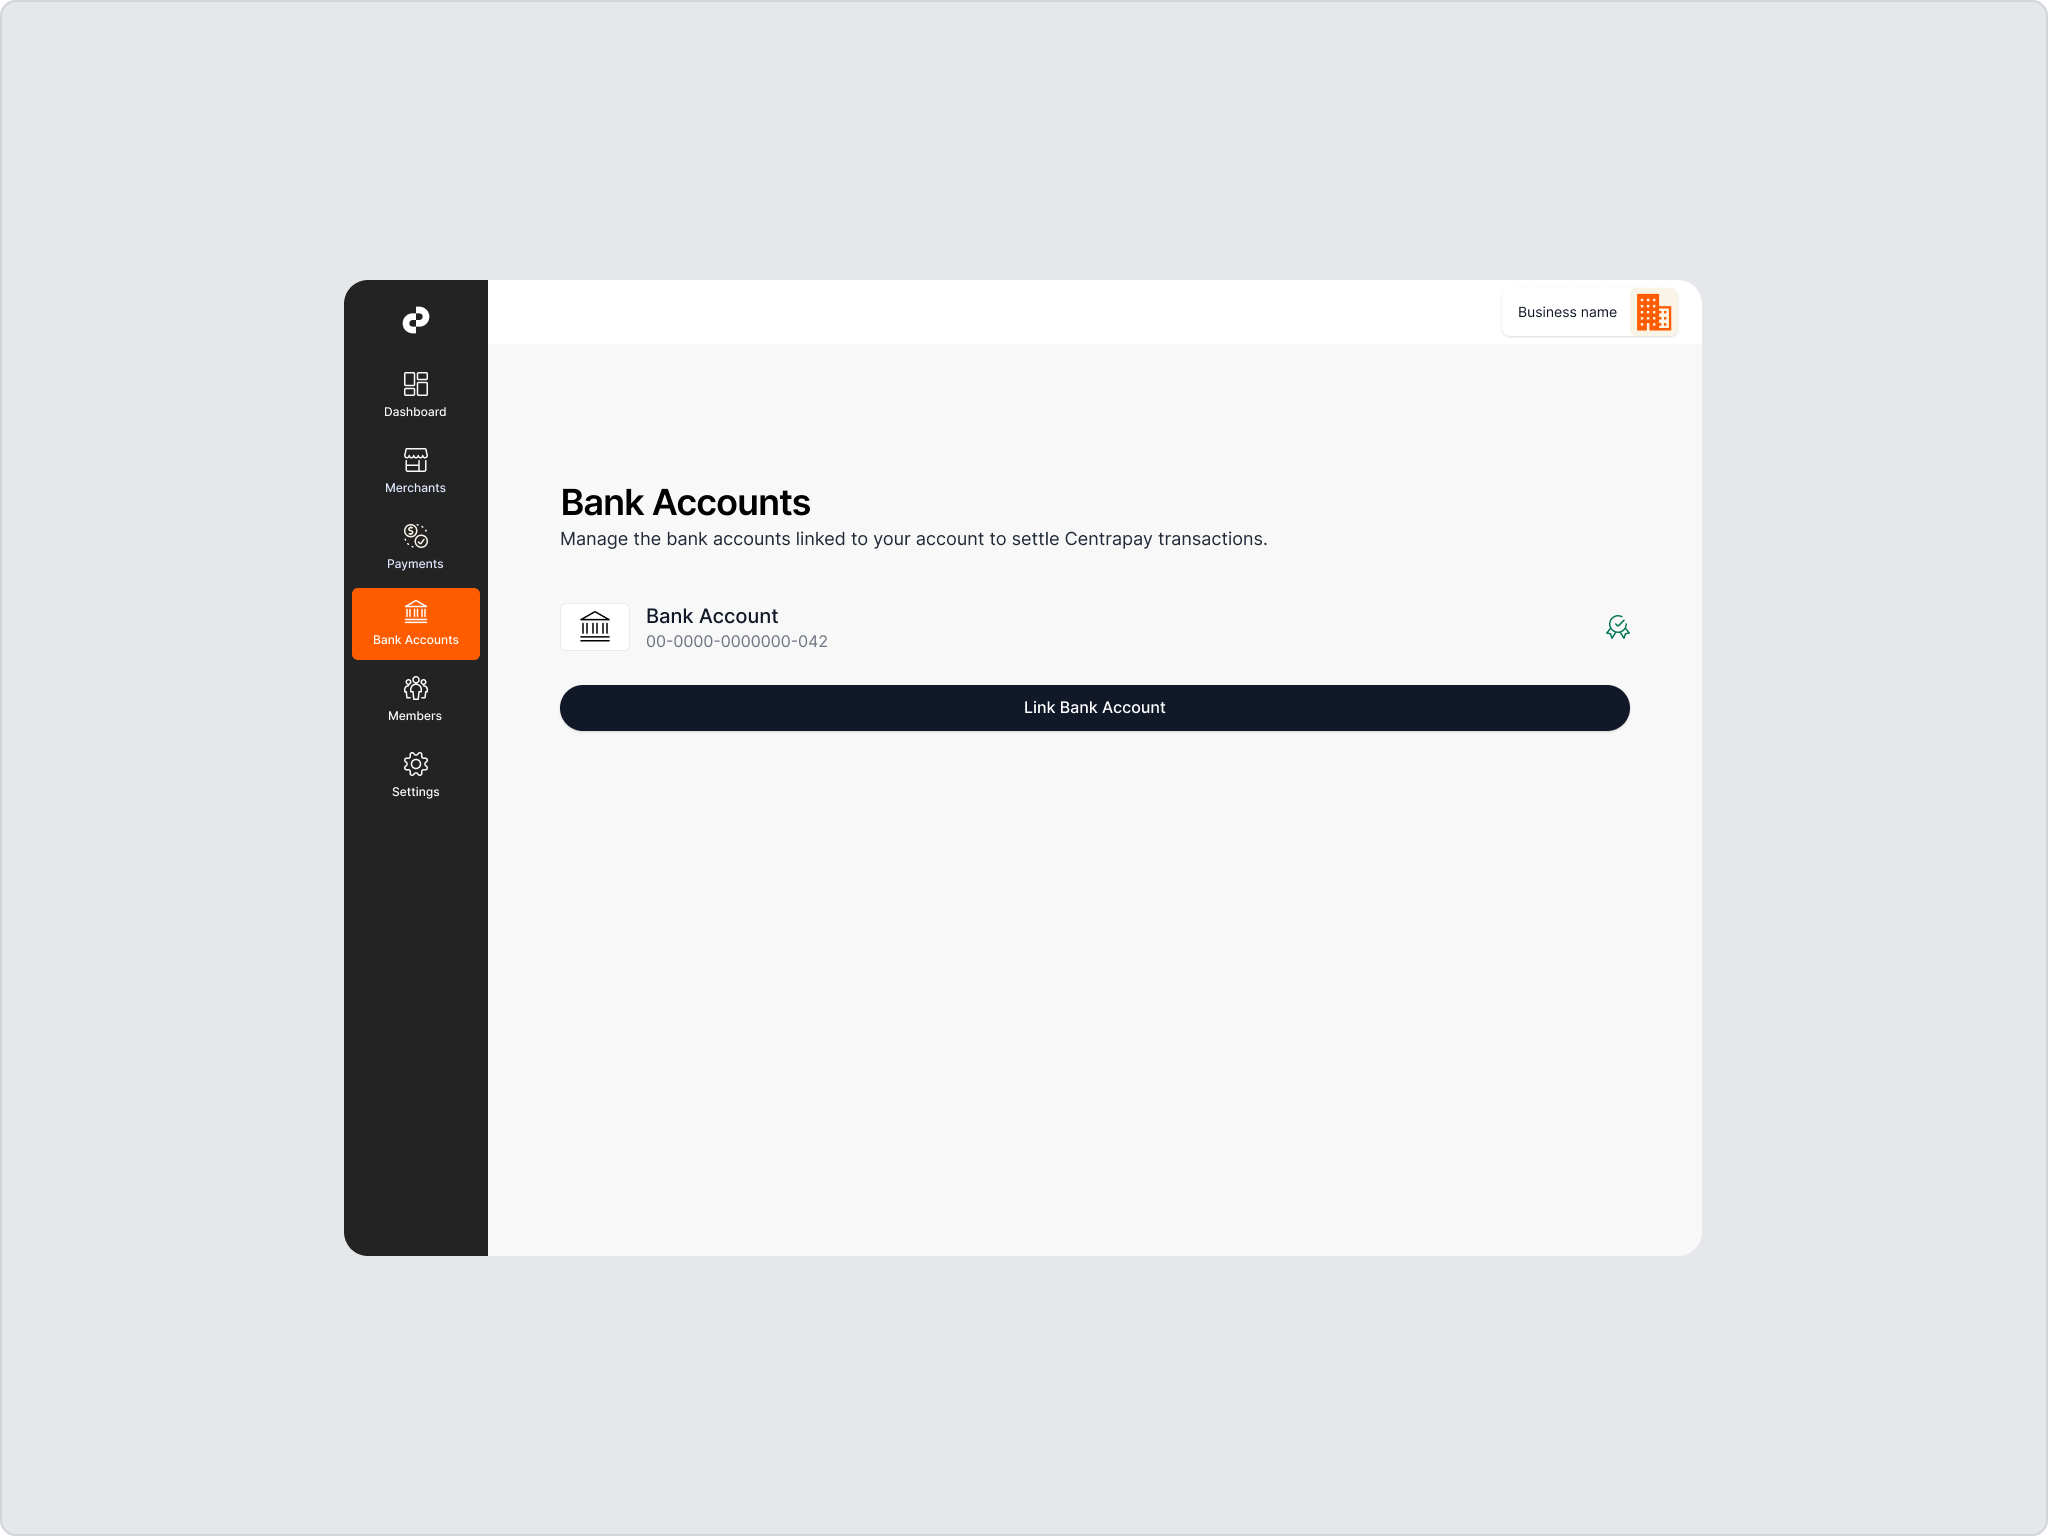 Business name
Dashboard
Merchants
Payments
Bank Accounts
Members
Settings
Bank Accounts
Manage the bank accounts linked to your account to settle Centrapay transactions.
Bank Account
00-0000-0000000-042
Link Bank Account